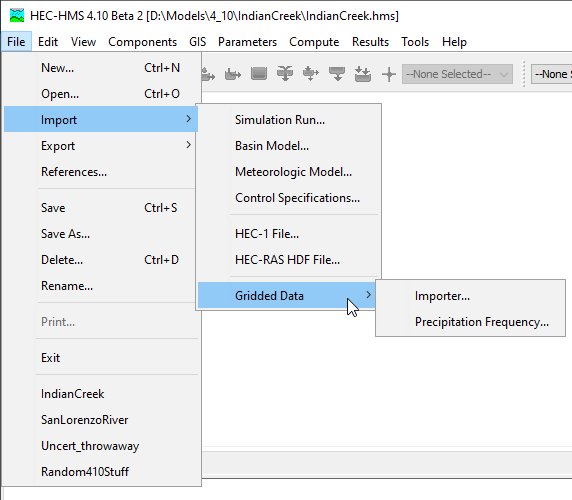 HEC-HMS 4.10 Beta 2 [D:\Models\4_10\IndianCreek\IndianCreek.hms]
File Edit View Components GIS Parameters Compute Results Tools Help
--None Selected-- --None S
New... Ctrl+N
Open... Ctrl+O
Import
Export
References...
Save Ctrl+S
Save As...
Delete... Ctrl+D
Rename...
Print...
Exit
IndianCreek
SanLorenzoRiver
Uncert_throwaway
Random410Stuff
Simulation Run...
Basin Model...
Meteorologic Model...
Control Specifications...
HEC-1 File...
HEC-RAS HDF File...
Gridded Data
Importer...
Precipitation Frequency...